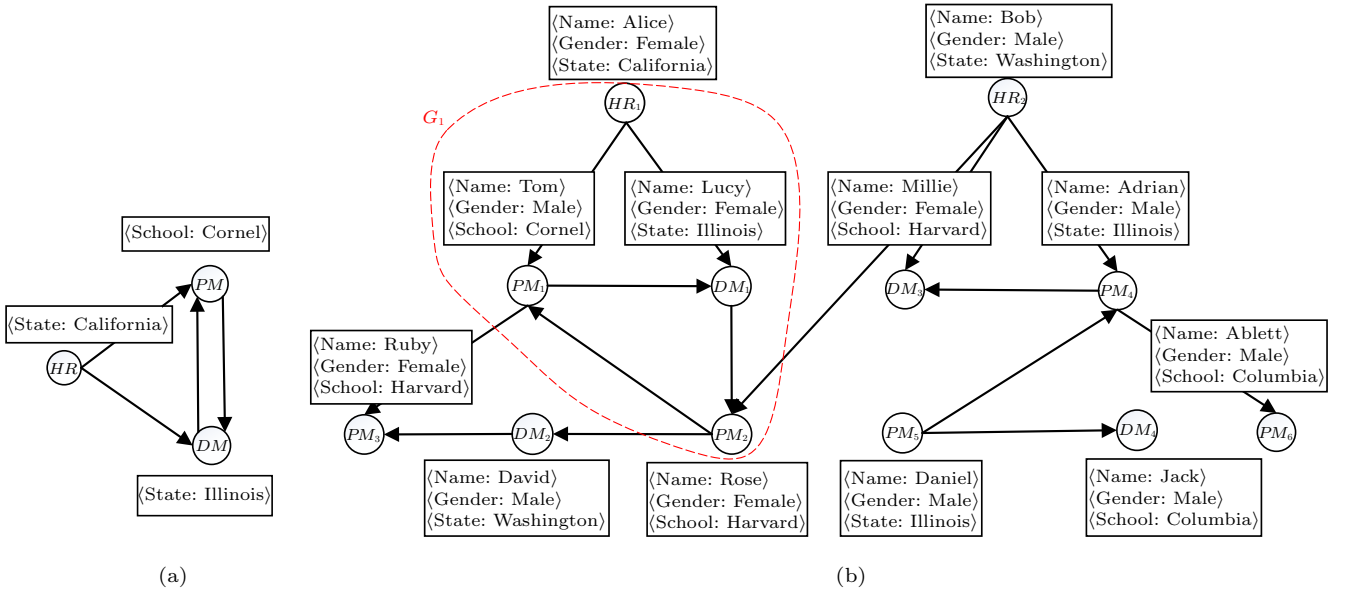 ⟨School: Cornel⟩
PM
⟨State: California⟩
HR
DM
⟨State: Illinois⟩
(a)
⟨Name: Alice⟩
⟨Gender: Female⟩
⟨State: California⟩
G₁
HR₁
⟨Name: Tom⟩
⟨Gender: Male⟩
⟨School: Cornel⟩
⟨Name: Lucy⟩
⟨Gender: Female⟩
⟨State: Illinois⟩
PM₁
DM₁
⟨Name: Ruby⟩
⟨Gender: Female⟩
⟨School: Harvard⟩
PM₃
DM₂
PM₂
⟨Name: David⟩
⟨Gender: Male⟩
⟨State: Washington⟩
⟨Name: Rose⟩
⟨Gender: Female⟩
⟨School: Harvard⟩
⟨Name: Bob⟩
⟨Gender: Male⟩
⟨State: Washington⟩
HR₂
⟨Name: Millie⟩
⟨Gender: Female⟩
⟨School: Harvard⟩
⟨Name: Adrian⟩
⟨Gender: Male⟩
⟨State: Illinois⟩
DM₃
PM₄
⟨Name: Ablett⟩
⟨Gender: Male⟩
⟨School: Columbia⟩
PM₅
DM₄
PM₆
⟨Name: Daniel⟩
⟨Gender: Male⟩
⟨State: Illinois⟩
⟨Name: Jack⟩
⟨Gender: Male⟩
⟨School: Columbia⟩
(b)